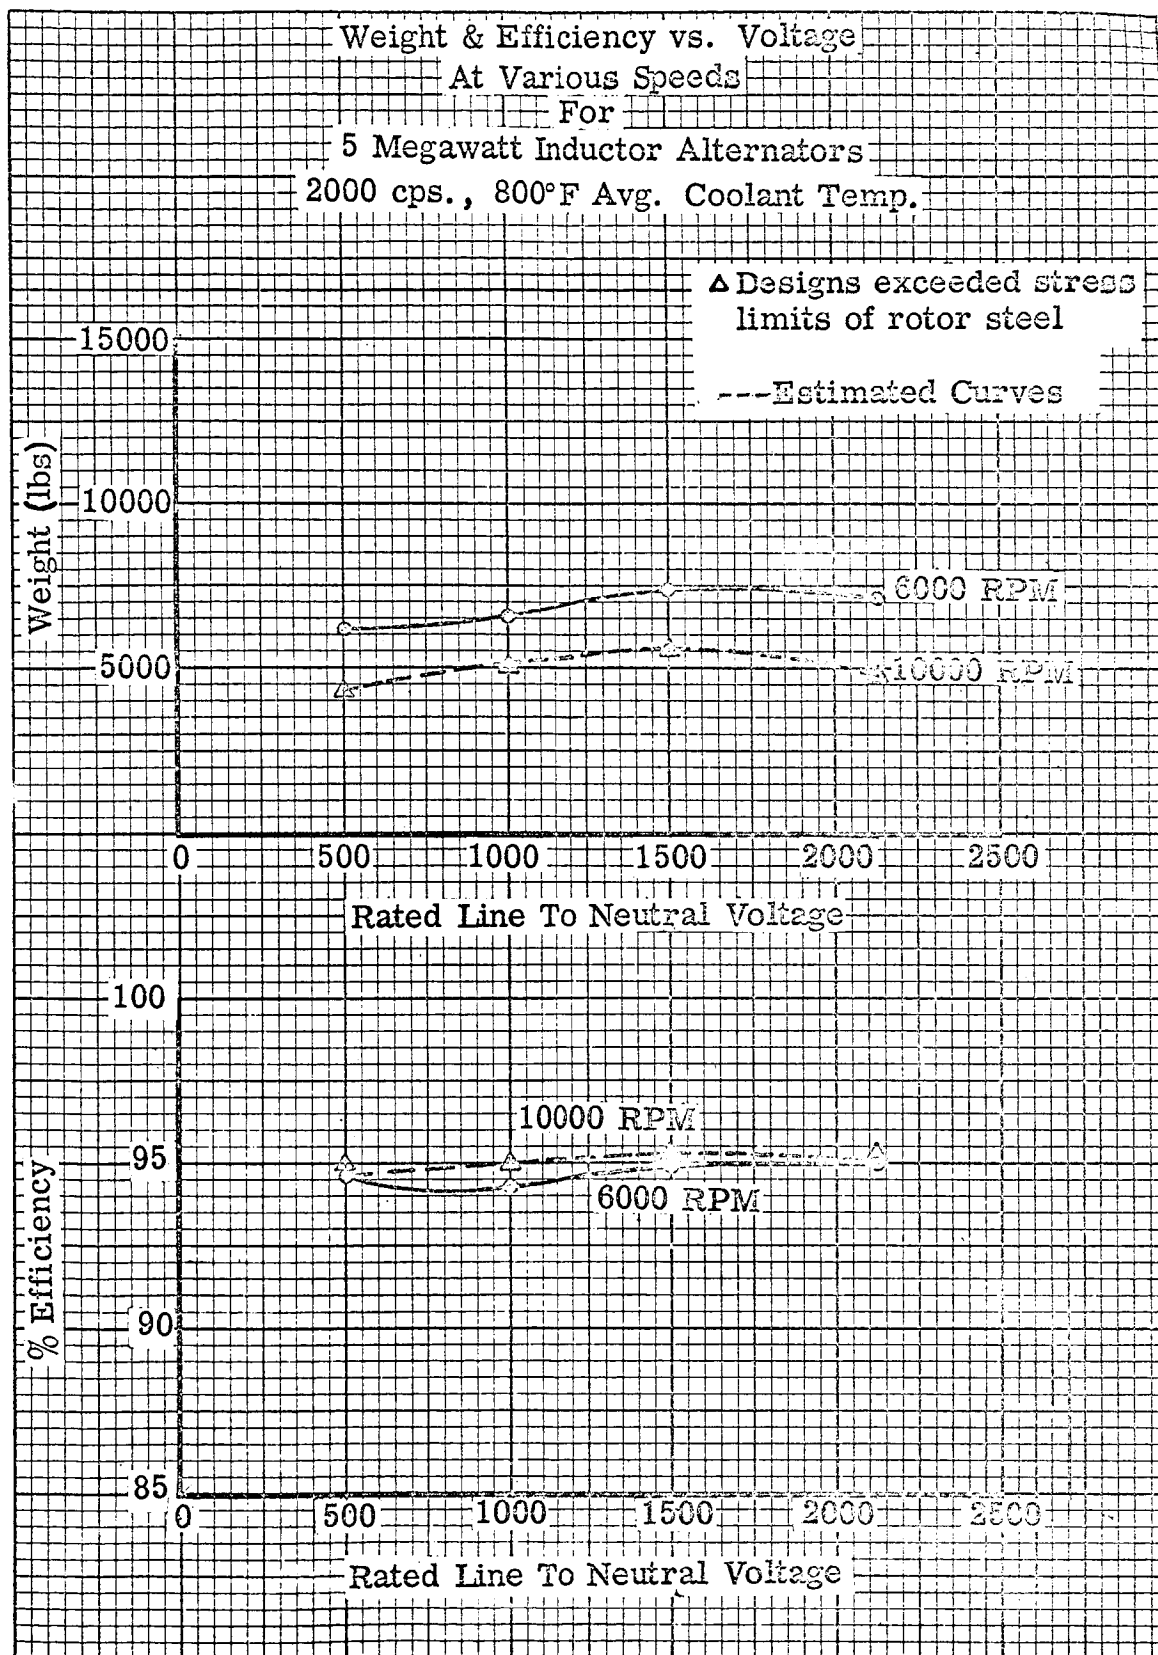 Weight & Efficiency vs. Voltage
At Various Speeds
For
5 Megawatt Inductor Alternators
2000 cps., 800°F Avg. Coolant Temp.
Δ Designs exceeded stress
limits of rotor steel
---Estimated Curves
15000
10000
5000
Weight (lbs)
6000 RPM
10000 RPM
0 500 1000 1500 2000 2500
Rated Line To Neutral Voltage
100
95
90
85
% Efficiency
10000 RPM
6000 RPM
0 500 1000 1500 2000 2500
Rated Line To Neutral Voltage